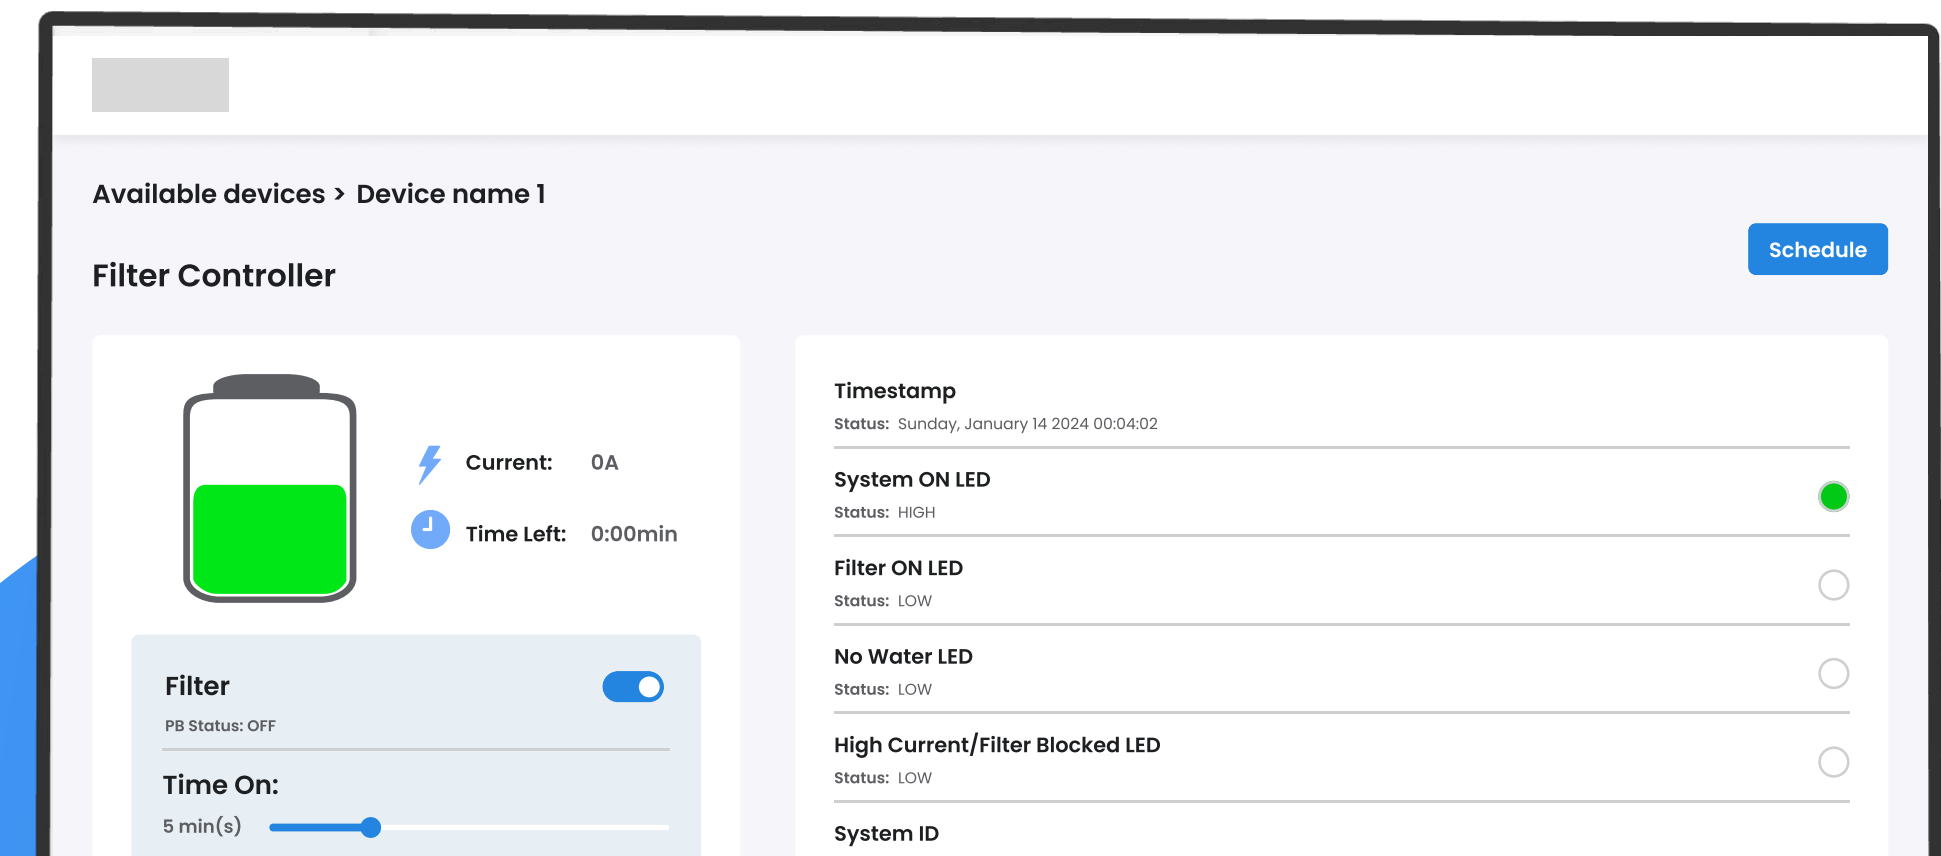 Available devices > Device name 1
Schedule
Filter Controller
Current: 0A
Time Left: 0:00min
Filter
PB Status: OFF
Time On:
5 min(s)
Timestamp
Status: Sunday, January 14 2024 00:04:02
System ON LED
Status: HIGH
Filter ON LED
Status: LOW
No Water LED
Status: LOW
High Current/Filter Blocked LED
Status: LOW
System ID